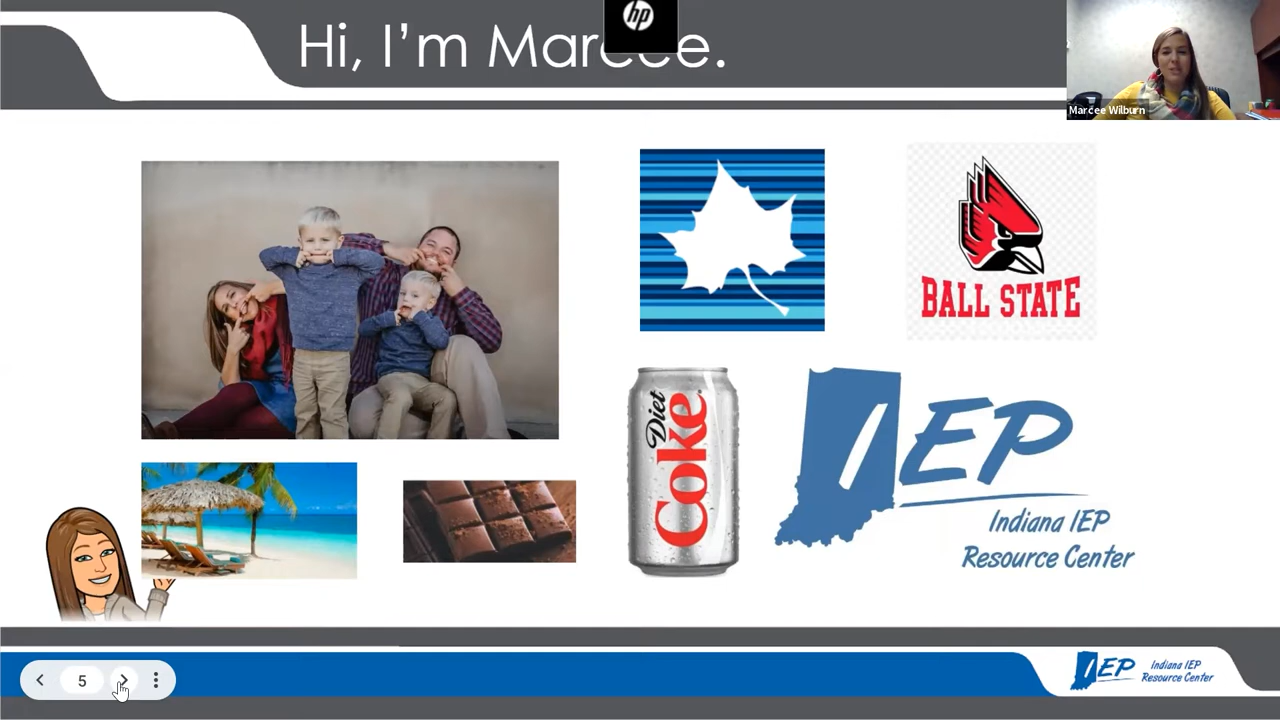 Hi, I'm Marcee.
hp
Marcee Wilburn
BALL STATE
Diet
Coke
IEP
Indiana IEP
Resource Center
5
IEP
Indiana IEP
Resource Center